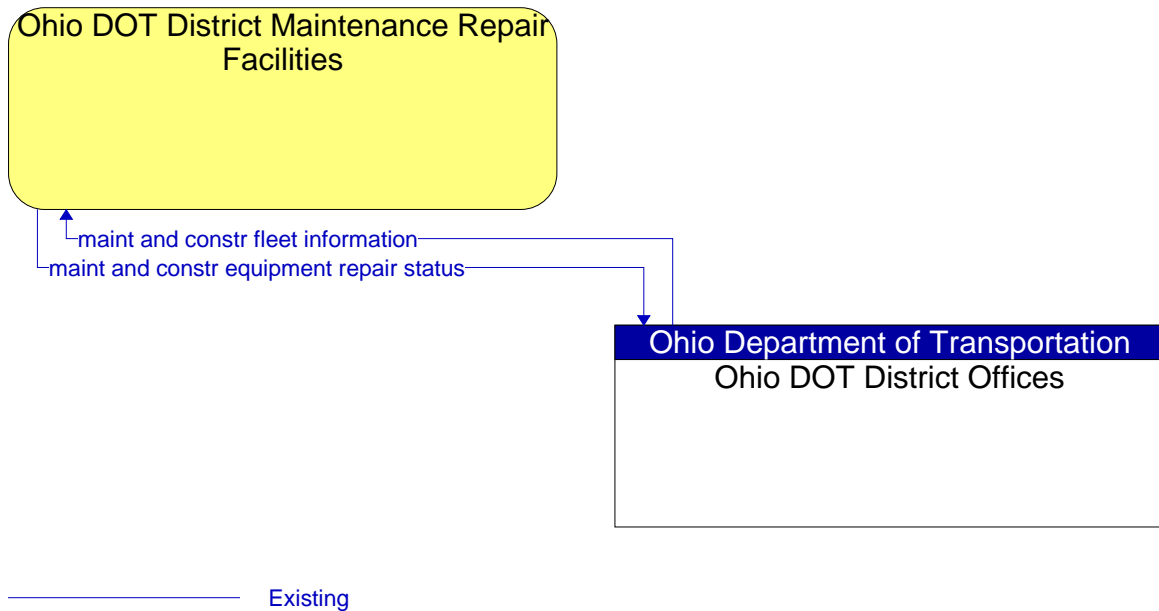 Ohio DOT District Maintenance Repair
Facilities
maint and constr fleet information
maint and constr equipment repair status
Ohio Department of Transportation
Ohio DOT District Offices
Existing